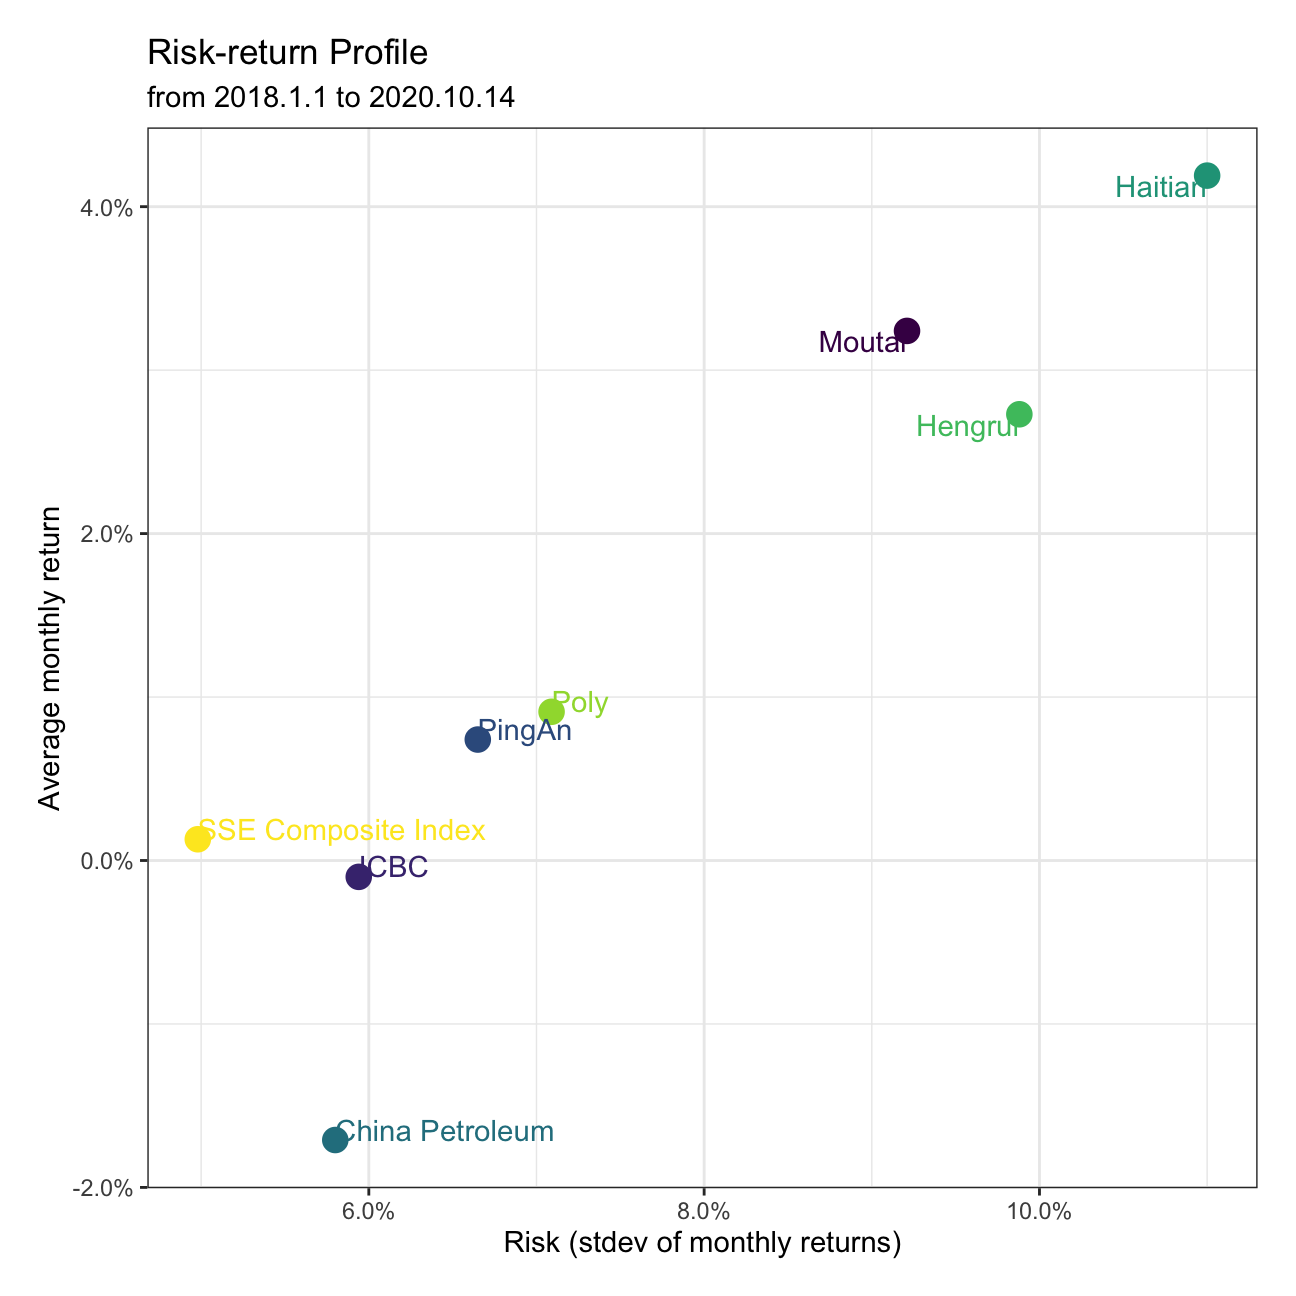 Risk-return Profile
from 2018.1.1 to 2020.10.14
Average monthly return
4.0%
2.0%
0.0%
-2.0%
Haitian
Moutai
Hengrui
Poly
PingAn
SSE Composite Index
ICBC
China Petroleum
6.0%
8.0%
10.0%
Risk (stdev of monthly returns)